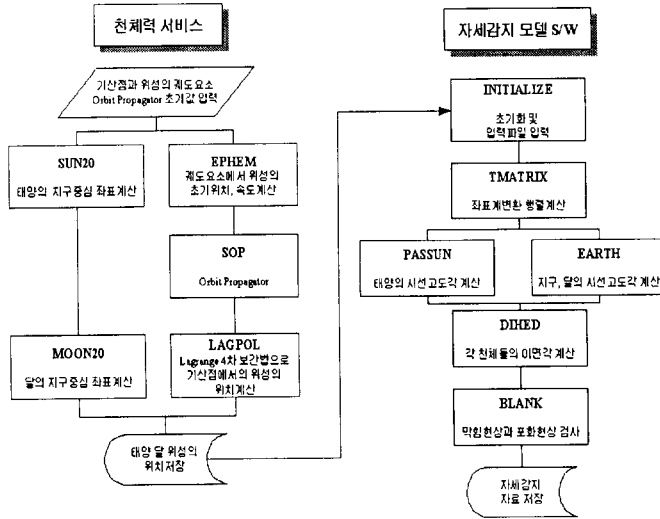 천체력 서비스
기산점과 위성의 궤도요소
Orbit Propagator 초기값 입력
SUN20
태양의 지구중심 좌표계산
EPHEM
궤도요소에서 위성의
초기위치, 속도계산
SOP
Orbit Propagator
MOON20
달의 지구중심 좌표계산
LAGPOL
Lagrange 4차 보간법으로
기산점에서의 위성의
위치계산
태양 달 위성의
위치저장
자세감지 모델 S/W
INITIALIZE
초기화 및
입력파일 입력
TMATRIX
좌표계변환 행렬계산
PASSUN
태양의 시선고도각 계산
EARTH
지구, 달의 시선고도각 계산
DIHED
각 천체들의 이면각 계산
BLANK
막힘현상과 포화현상 검사
자세감지
자료 저장